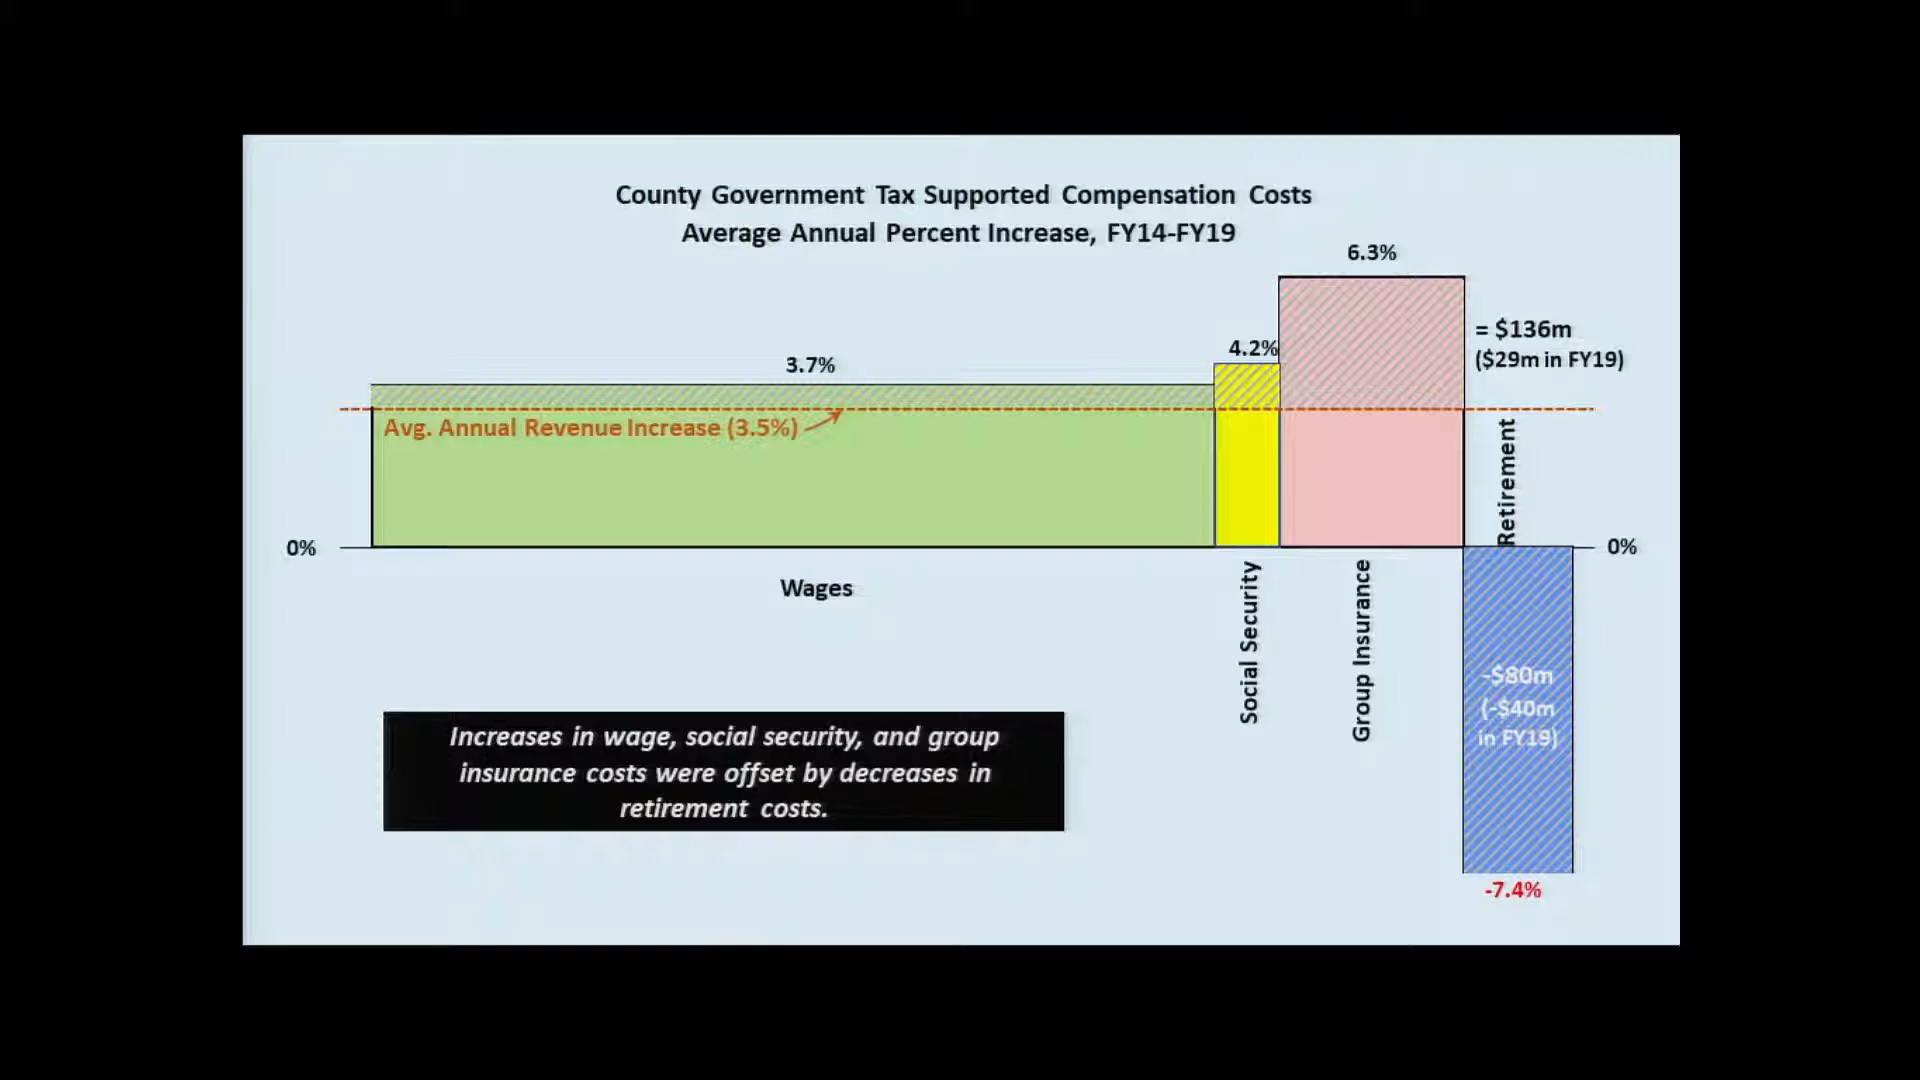 County Government Tax Supported Compensation Costs
Average Annual Percent Increase, FY14-FY19
6.3%
= $136m
($29m in FY19)
4.2%
3.7%
Avg. Annual Revenue Increase (3.5%)
Retirement
0%
0%
Wages
Social Security
Group Insurance
-$80m
(-$40m
in FY19)
Increases in wage, social security, and group
insurance costs were offset by decreases in
retirement costs.
-7.4%